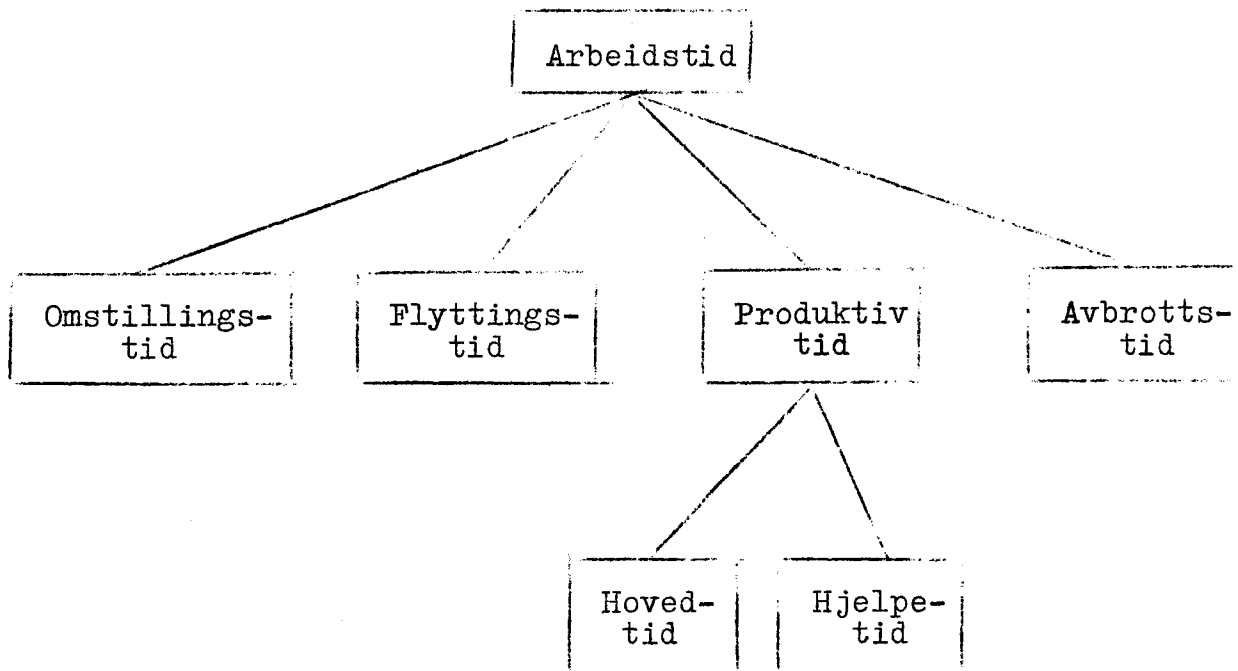 Arbeidstid
Omstillings-
tid
Flyttings-
tid
Produktiv
tid
Avbrotts-
tid
Hoved-
tid
Hjelpe-
tid